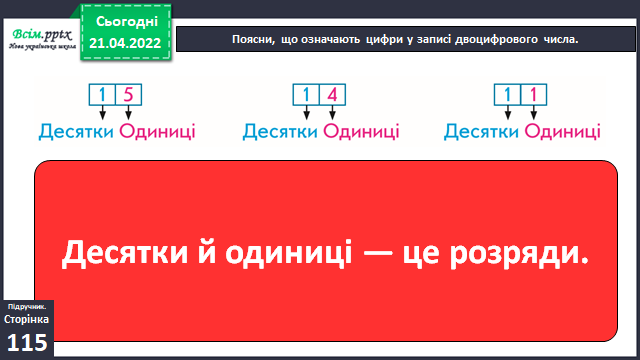 Всім.pptx
Нова українська школа
Сьогодні
21.04.2022
Поясни, що означають цифри у записі двоцифрового числа.
1 5
Десятки Одиниці
1 4
Десятки Одиниці
1 1
Десятки Одиниці
Десятки й одиниці — це розряди.
Підручник.
Сторінка
115